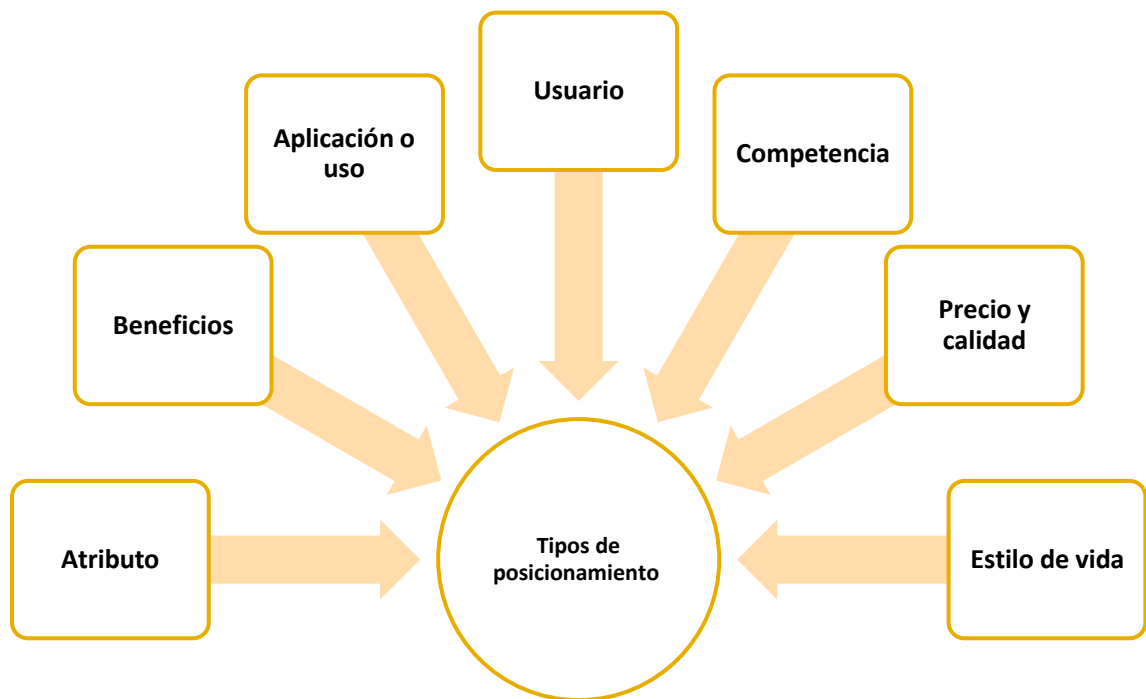 Usuario
Aplicación o
uso
Competencia
Beneficios
Precio y
calidad
Atributo
Tipos de
posicionamiento
Estilo de vida